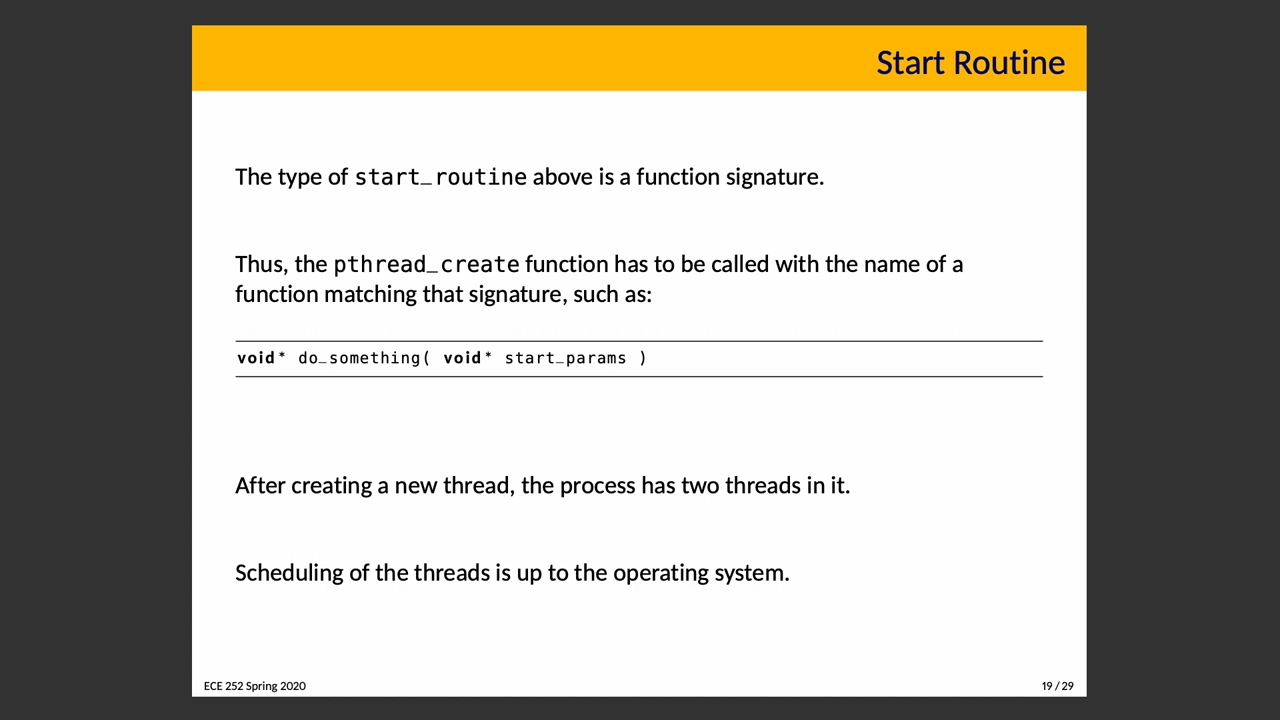 Start Routine
The type of start_routine above is a function signature.
Thus, the pthread_create function has to be called with the name of a
function matching that signature, such as:
void* do_something( void* start_params )
After creating a new thread, the process has two threads in it.
Scheduling of the threads is up to the operating system.
ECE 252 Spring 2020
19 / 29